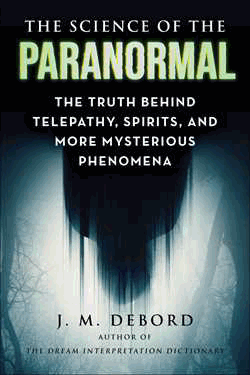 THE SCIENCE OF THE
PARANORMAL
THE TRUTH BEHIND
TELEPATHY, SPIRITS, AND
MORE MYSTERIOUS
PHENOMENA
J. M. DEBORD
AUTHOR OF
THE DREAM INTERPRETATION DICTIONARY